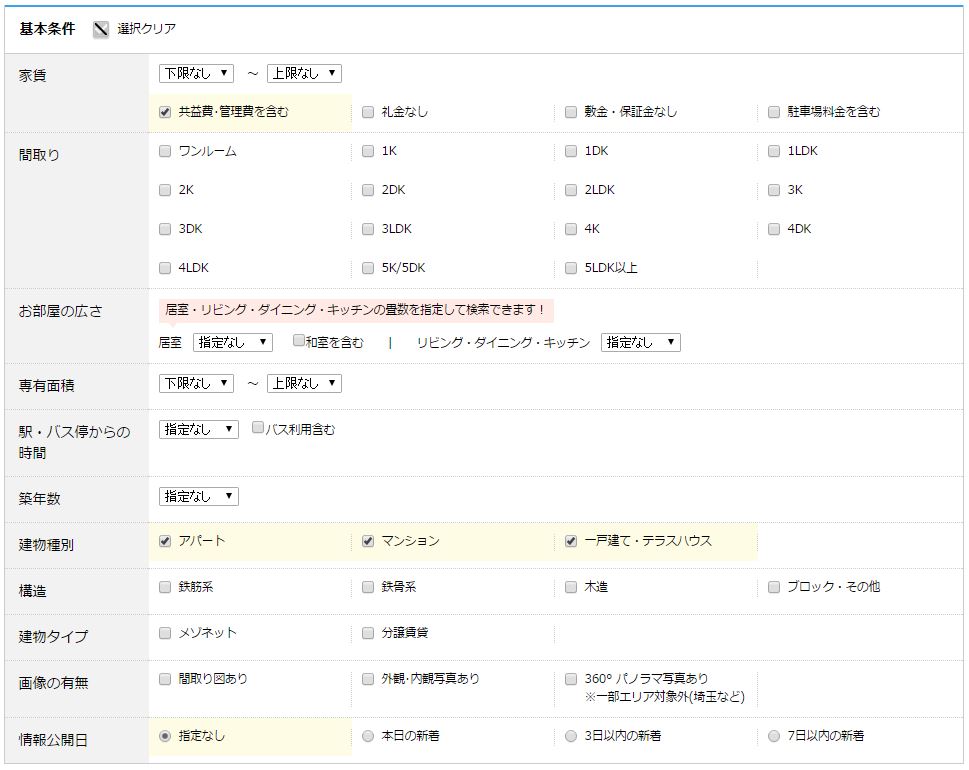 基本条件 選択クリア
家賃 下限なし ～ 上限なし
共益費・管理費を含む 礼金なし 敷金・保証金なし 駐車場料金を含む
間取り ワンルーム 1K 1DK 1LDK
2K 2DK 2LDK 3K
3DK 3LDK 4K 4DK
4LDK 5K/5DK 5LDK以上
お部屋の広さ 居室・リビング・ダイニング・キッチンの畳数を指定して検索できます！
居室 指定なし 和室を含む | リビング・ダイニング・キッチン 指定なし
専有面積 下限なし ～ 上限なし
駅・バス停からの 指定なし バス利用含む
時間
築年数 指定なし
建物種別 アパート マンション 一戸建て・テラスハウス
構造 鉄筋系 鉄骨系 木造 ブロック・その他
建物タイプ メゾネット 分譲賃貸
画像の有無 間取り図あり 外観・内観写真あり 360° パノラマ写真あり
※一部エリア対象外(埼玉など)
情報公開日 指定なし 本日の新着 3日以内の新着 7日以内の新着